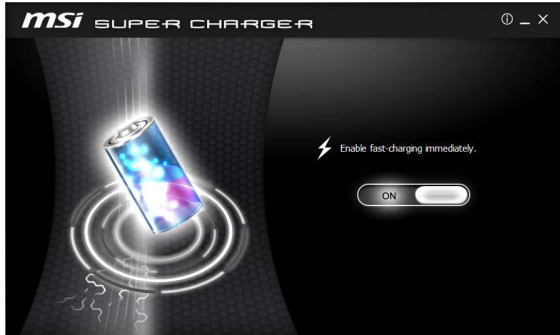 msi SUPER CHARGER
Enable fast-charging immediately.
ON